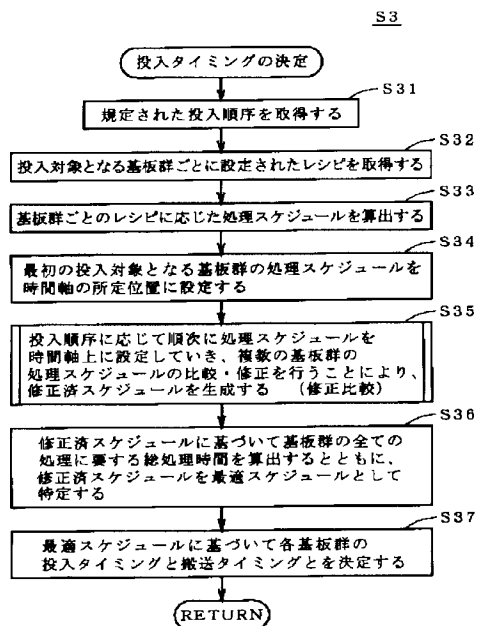 S3
投入タイミングの決定
S31
規定された投入順序を取得する
S32
投入対象となる基板群ごとに設定されたレシピを取得する
S33
基板群ごとのレシピに応じた処理スケジュールを算出する
S34
最初の投入対象となる基板群の処理スケジュールを
時間軸の所定位置に設定する
S35
投入順序に応じて順次に処理スケジュールを
時間軸上に設定していき、複数の基板群の
処理スケジュールの比較・修正を行うことにより、
修正済スケジュールを生成する （修正比較）
S36
修正済スケジュールに基づいて基板群の全ての
処理に要する総処理時間を算出するとともに、
修正済スケジュールを最適スケジュールとして
特定する
S37
最適スケジュールに基づいて各基板群の
投入タイミングと搬送タイミングとを決定する
RETURN